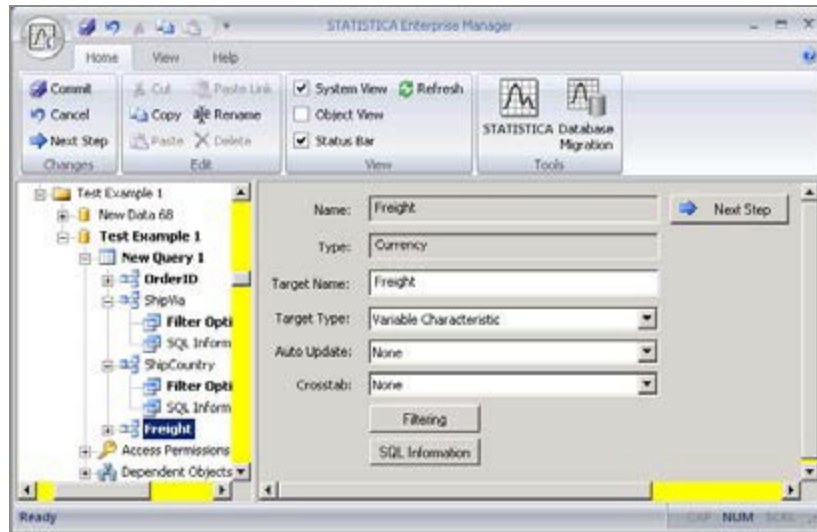 STATISTICA Enterprise Manager
Home View Help
Commit
Cancel
Next Step
Changes
Cut
Copy
Paste
Paste Link
Rename
Delete
Edit
System View
Object View
Status Bar
Refresh
View
STATISTICA
Database Migration
Tools
Test Example 1
New Data 68
Test Example 1
New Query 1
OrderID
ShipVia
Filter Opti
SQL Inform
ShipCountry
Filter Opti
SQL Inform
Freight
Access Permissions
Dependent Objects
Name: Freight
Next Step
Type: Currency
Target Name: Freight
Target Type: Variable Characteristic
Auto Update: None
Crosstab: None
Filtering
SQL Information
Ready
CAP NUM SCRL